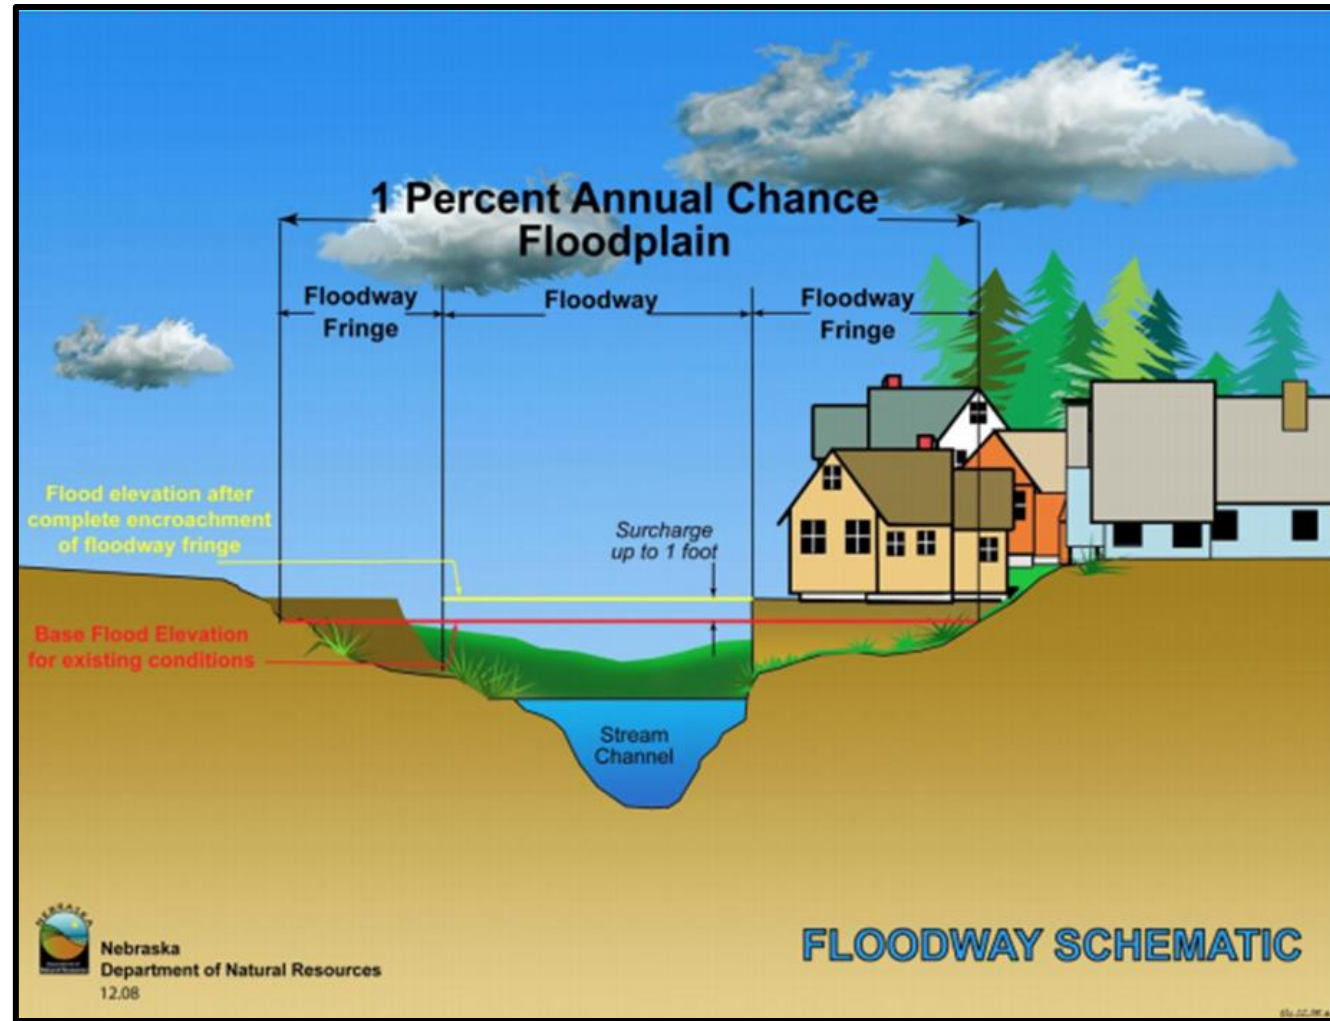 1 Percent Annual Chance
Floodplain
Floodway
Fringe
Floodway
Floodway
Fringe
Flood elevation after
complete encroachment
of floodway fringe
Surcharge
up to 1 foot
Base Flood Elevation
for existing conditions
Stream
Channel
NEBRASKA
Nebraska
Department of Natural Resources
12.08
FLOODWAY SCHEMATIC